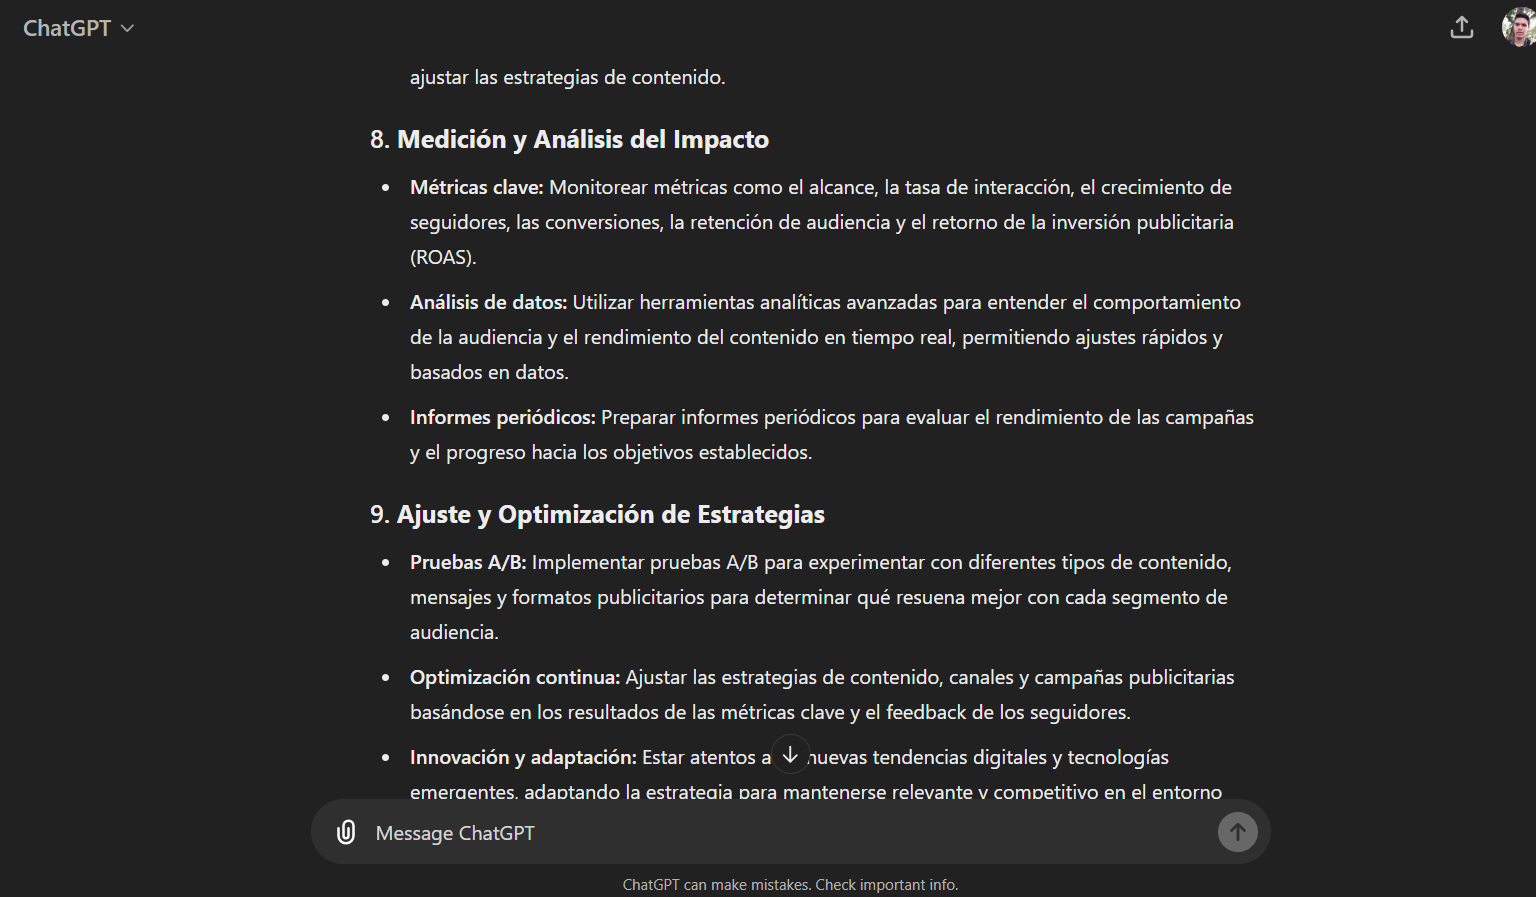 ChatGPT
ajustar las estrategias de contenido.
8. Medición y Análisis del Impacto
Métricas clave: Monitorear métricas como el alcance, la tasa de interacción, el crecimiento de
seguidores, las conversiones, la retención de audiencia y el retorno de la inversión publicitaria
(ROAS).
Análisis de datos: Utilizar herramientas analíticas avanzadas para entender el comportamiento
de la audiencia y el rendimiento del contenido en tiempo real, permitiendo ajustes rápidos y
basados en datos.
Informes periódicos: Preparar informes periódicos para evaluar el rendimiento de las campañas
y el progreso hacia los objetivos establecidos.
9. Ajuste y Optimización de Estrategias
Pruebas A/B: Implementar pruebas A/B para experimentar con diferentes tipos de contenido,
mensajes y formatos publicitarios para determinar qué resuena mejor con cada segmento de
audiencia.
Optimización continua: Ajustar las estrategias de contenido, canales y campañas publicitarias
basándose en los resultados de las métricas clave y el feedback de los seguidores.
Innovación y adaptación: Estar atentos a nuevas tendencias digitales y tecnologías
emergentes, adaptando la estrategia para mantenerse relevante y competitivo en el entorno
Message ChatGPT
ChatGPT can make mistakes. Check important info.